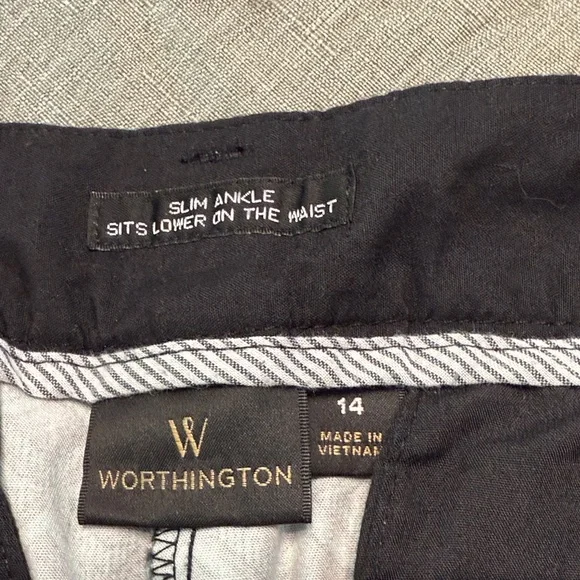 SLIM ANKLE
SITS LOWER ON THE WAIST
W
WORTHINGTON
14
MADE IN
VIETNAM